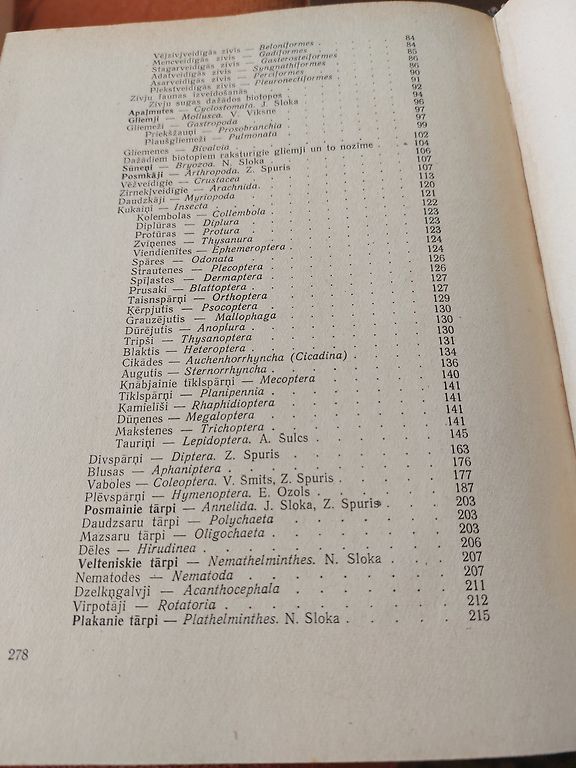 Vējzivjveidīgās zivis — Beloniformes . . . 84
Mencveidīgās zivis — Gadiformes . . . 84
Stagarveidīgās zivis — Gasterosteiformes . . . 85
Adatveidīgās zivis — Syngnathiformes . . . 86
Asarveidīgās zivis — Perciformes . . . 86
Plekstveidīgās zivis — Pleuronectiformes . . . 90
Zivju faunas izveidošanās . . . 91
Zivju sugas dažādos biotopos . . . 92
Apaļmutes — Cyclostomata. J. Sloka . . . 94
Gliemji — Mollusca. V. Vīksne . . . 96
Gliemeži — Gastropoda . . . 97
Priekšžauņi — Prosobranchia . . . 97
Plaušgliemeži — Pulmonata . . . 99
Gliemenes — Bivalvia . . . 102
Dažādiem biotopiem raksturīgie gliemji un to nozīme . . . 104
Sūneņi — Bryozoa. N. Sloka . . . 106
Posmkāji — Arthropoda. Z. Spuris . . . 107
Vēžveidīgie — Crustacea . . . 107
Zirnekļveidīgie — Arachnida . . . 113
Daudzkāji — Myriopoda . . . 120
Kukaiņi — Insecta . . . 121
Kolembolas — Collembola . . . 122
Diplūras — Diplura . . . 123
Protūras — Protura . . . 123
Zvīņenes — Thysanura . . . 123
Viendienītes — Ephemeroptera . . . 124
Spāres — Odonata . . . 124
Strautenes — Plecoptera . . . 126
Spīļastes — Dermaptera . . . 126
Prusaki — Blattoptera . . . 127
Taisnspārņi — Orthoptera . . . 127
Ķērpjutis — Psocoptera . . . 129
Grauzējutis — Mallophaga . . . 130
Dūrējutis — Anoplura . . . 130
Tripši — Thysanoptera . . . 130
Blaktis — Heteroptera . . . 131
Cikādes — Auchenhorrhyncha (Cicadina) . . . 134
Augutis — Sternorrhyncha . . . 136
Knābjainie tīklspārņi — Mecoptera . . . 140
Tīklspārņi — Planipennia . . . 141
Kamielīši — Rhaphidioptera . . . 141
Dūņenes — Megaloptera . . . 141
Makstenes — Trichoptera . . . 141
Tauriņi — Lepidoptera. A. Šulcs . . . 145
Divspārņi — Diptera. Z. Spuris . . . 163
Blusas — Aphaniptera . . . 176
Vaboles — Coleoptera. V. Šmits, Z. Spuris . . . 177
Plēvspārņi — Hymenoptera. E. Ozols . . . 187
Posmainie tārpi — Annelida. J. Sloka, Z. Spuris . . . 203
Daudzsaru tārpi — Polychaeta . . . 203
Mazsaru tārpi — Oligochaeta . . . 203
Dēles — Hirudinea . . . 206
Velteniskie tārpi — Nemathelminthes. N. Sloka . . . 207
Nematodes — Nematoda . . . 207
Dzelkņgalvji — Acanthocephala . . . 211
Virpotāji — Rotatoria . . . 212
Plakanie tārpi — Plathelminthes. N. Sloka . . . 215
278